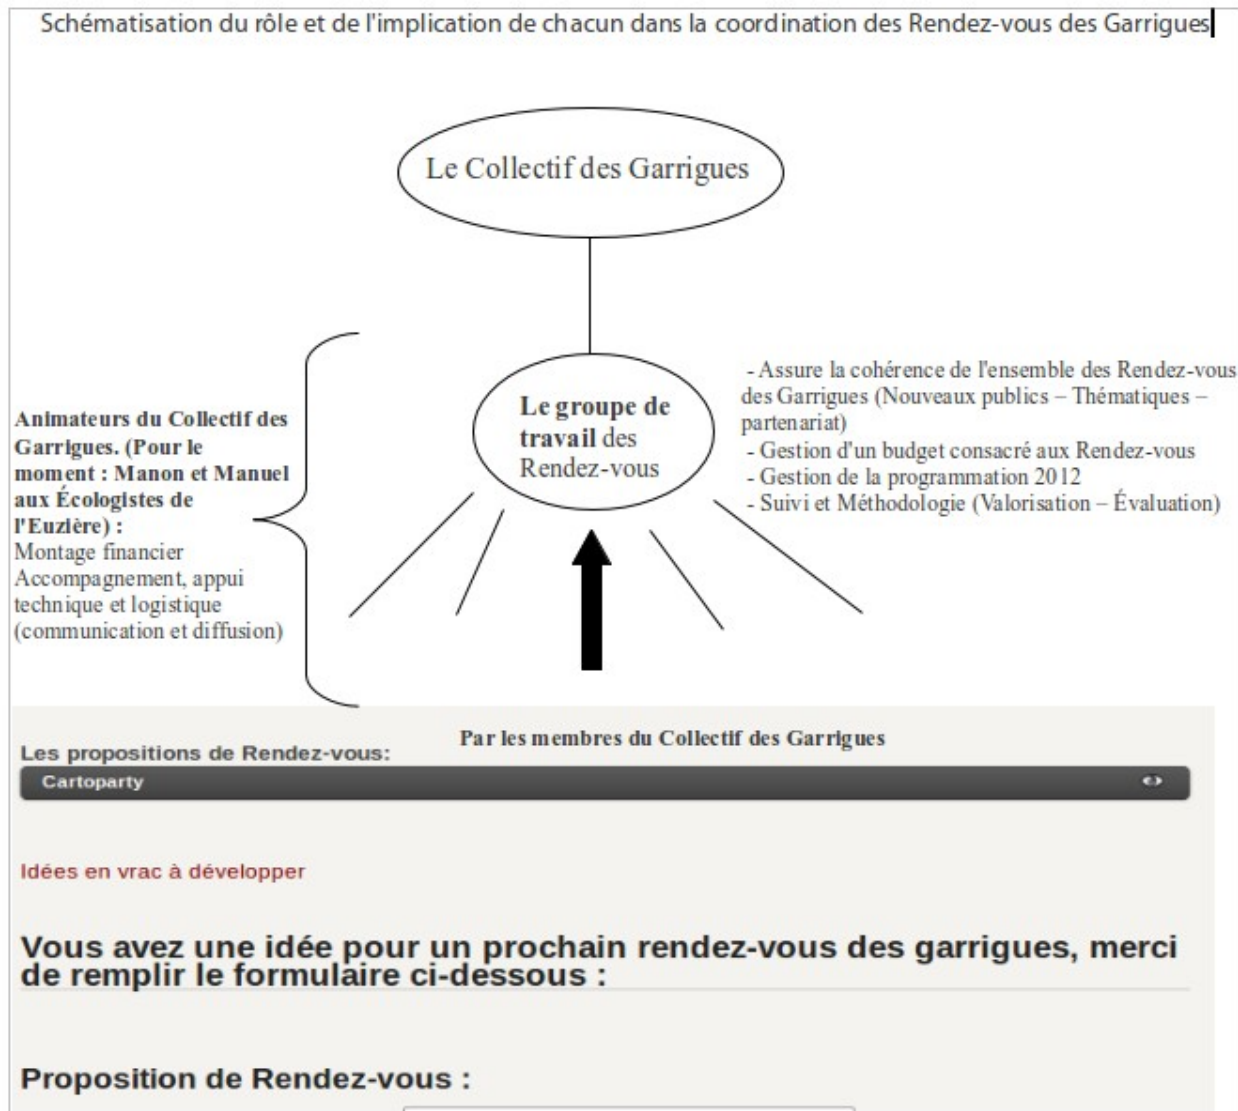 Schématisation du rôle et de l'implication de chacun dans la coordination des Rendez-vous des Garrigues
Le Collectif des Garrigues
Le groupe de
travail des
Rendez-vous
- Assure la cohérence de l'ensemble des Rendez-vous
des Garrigues (Nouveaux publics – Thématiques –
partenariat)
- Gestion d'un budget consacré aux Rendez-vous
- Gestion de la programmation 2012
- Suivi et Méthodologie (Valorisation – Évaluation)
Animateurs du Collectif des
Garrigues. (Pour le
moment : Manon et Manuel
aux Écologistes de
l'Euzière) :
Montage financier
Accompagnement, appui
technique et logistique
(communication et diffusion)
Par les membres du Collectif des Garrigues
Les propositions de Rendez-vous:
Cartoparty
Idées en vrac à développer
Vous avez une idée pour un prochain rendez-vous des garrigues, merci
de remplir le formulaire ci-dessous :
Proposition de Rendez-vous :